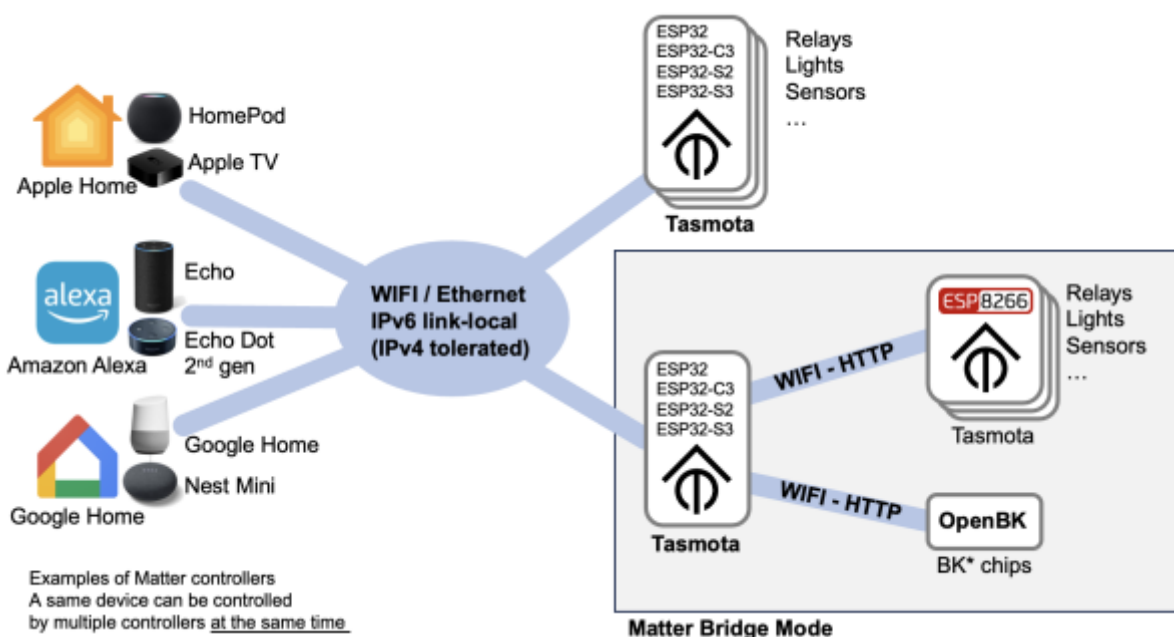 HomePod
Apple TV
Apple Home
alexa
Echo
Echo Dot
2nd gen
Amazon Alexa
Google Home
Nest Mini
Google Home
Examples of Matter controllers
A same device can be controlled
by multiple controllers at the same time
WIFI / Ethernet
IPv6 link-local
(IPv4 tolerated)
ESP32
ESP32-C3
ESP32-S2
ESP32-S3
Tasmota
Relays
Lights
Sensors
...
ESP32
ESP32-C3
ESP32-S2
ESP32-S3
Tasmota
WIFI - HTTP
WIFI - HTTP
ESP8266
Tasmota
Relays
Lights
Sensors
...
OpenBK
BK* chips
Matter Bridge Mode